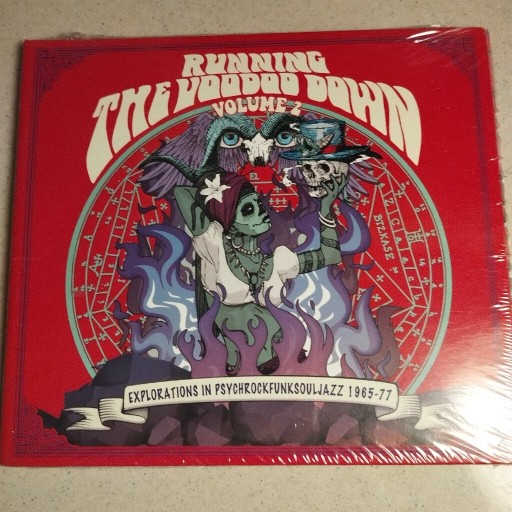 RUNNING
THE VOODOO DOWN
VOLUME 2
EXPLORATIONS IN PSYCHROCKFUNKSOULJAZZ 1965-77